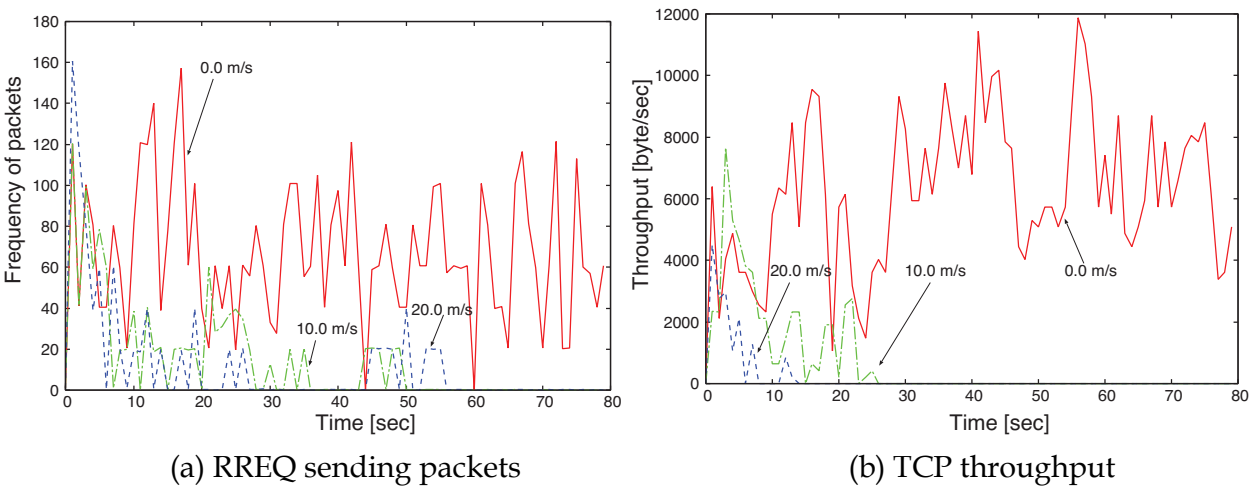 180
160
140
120
100
80
60
40
20
0
Frequency of packets
0.0 m/s
10.0 m/s
20.0 m/s
0 10 20 30 40 50 60 70 80
Time [sec]
(a) RREQ sending packets
12000
10000
8000
6000
4000
2000
0
Throughput [byte/sec]
20.0 m/s
10.0 m/s
0.0 m/s
0 10 20 30 40 50 60 70 80
Time [sec]
(b) TCP throughput